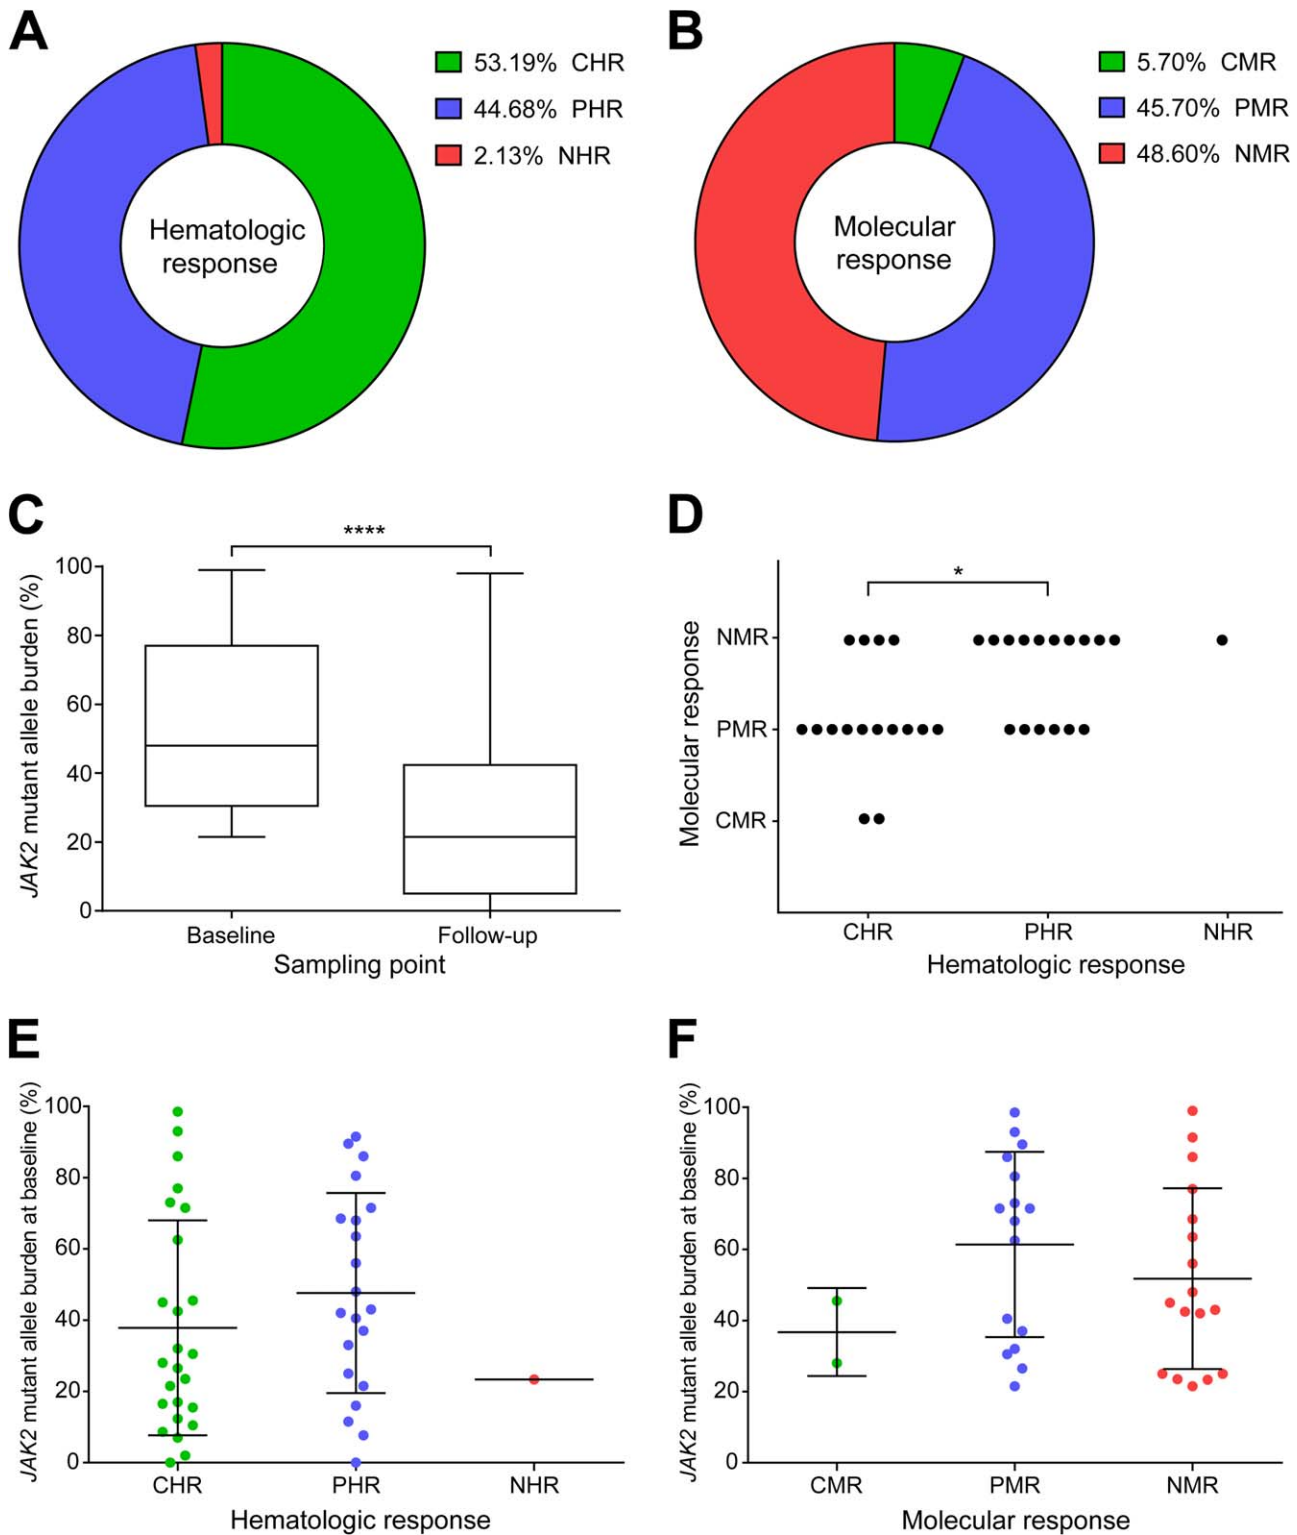 A
53.19% CHR
44.68% PHR
2.13% NHR
Hematologic
response
B
5.70% CMR
45.70% PMR
48.60% NMR
Molecular
response
C
****
JAK2 mutant allele burden (%)
100
80
60
40
20
0
Baseline
Follow-up
Sampling point
D
*
Molecular response
NMR
PMR
CMR
CHR
PHR
NHR
Hematologic response
E
JAK2 mutant allele burden at baseline (%)
100
80
60
40
20
0
CHR
PHR
NHR
Hematologic response
F
JAK2 mutant allele burden at baseline (%)
100
80
60
40
20
0
CMR
PMR
NMR
Molecular response